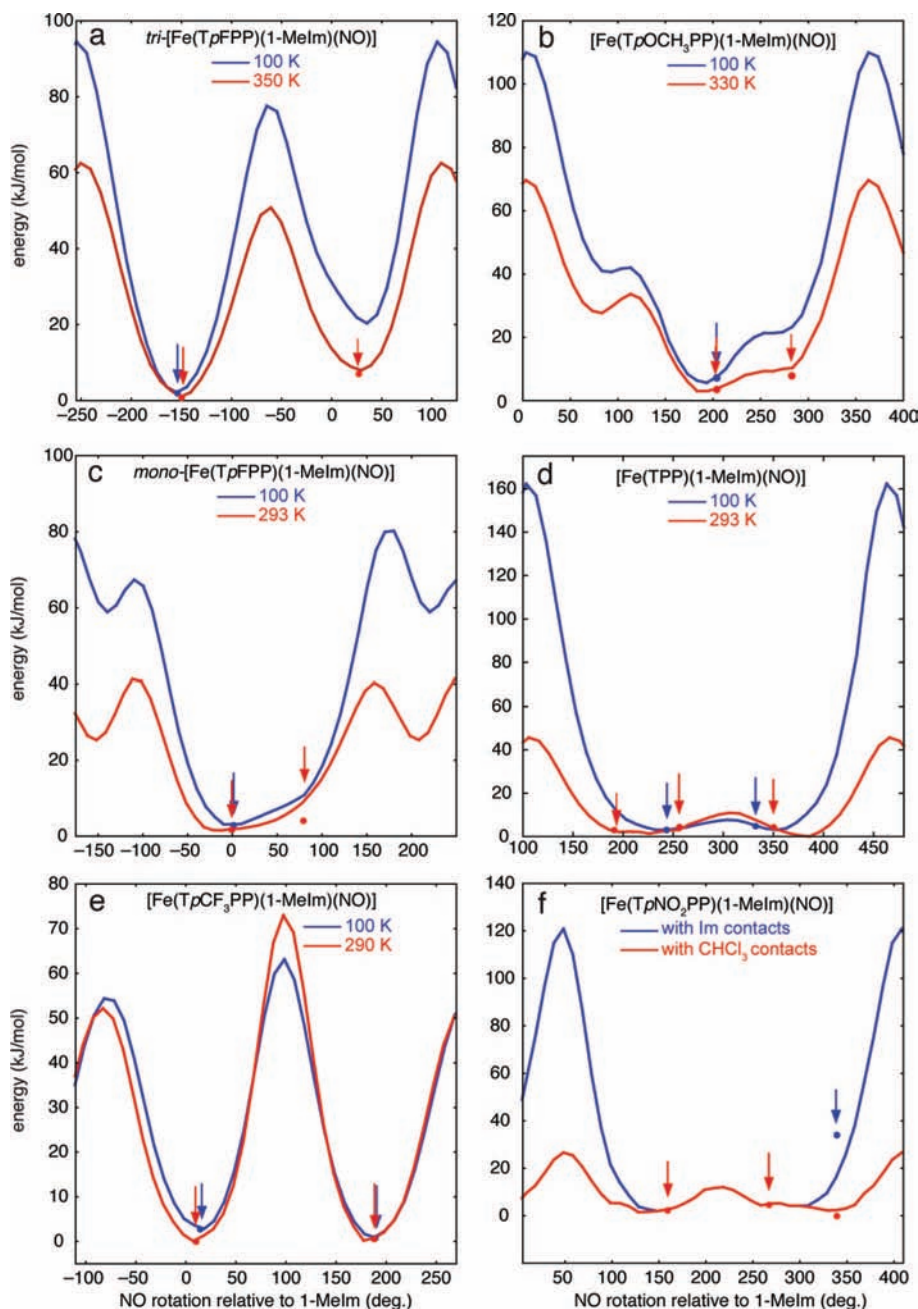 a
tri-[Fe(TpFPP)(1-MeIm)(NO)]
100 K
350 K
energy (kJ/mol)
100
80
60
40
20
0
−250 −200 −150 −100 −50 0 50 100
b
[Fe(TpOCH3PP)(1-MeIm)(NO)]
100 K
330 K
120
100
80
60
40
20
0
0 50 100 150 200 250 300 350 400
c
mono-[Fe(TpFPP)(1-MeIm)(NO)]
100 K
293 K
energy (kJ/mol)
100
80
60
40
20
0
−150 −100 −50 0 50 100 150 200
d
[Fe(TPP)(1-MeIm)(NO)]
100 K
293 K
160
140
120
100
80
60
40
20
0
100 150 200 250 300 350 400 450
e
[Fe(TpCF3PP)(1-MeIm)(NO)]
100 K
290 K
energy (kJ/mol)
80
70
60
50
40
30
20
10
0
−100 −50 0 50 100 150 200 250
NO rotation relative to 1-MeIm (deg.)
f
[Fe(TpNO2PP)(1-MeIm)(NO)]
with Im contacts
with CHCl3 contacts
140
120
100
80
60
40
20
0
50 100 150 200 250 300 350 400
NO rotation relative to 1-MeIm (deg.)